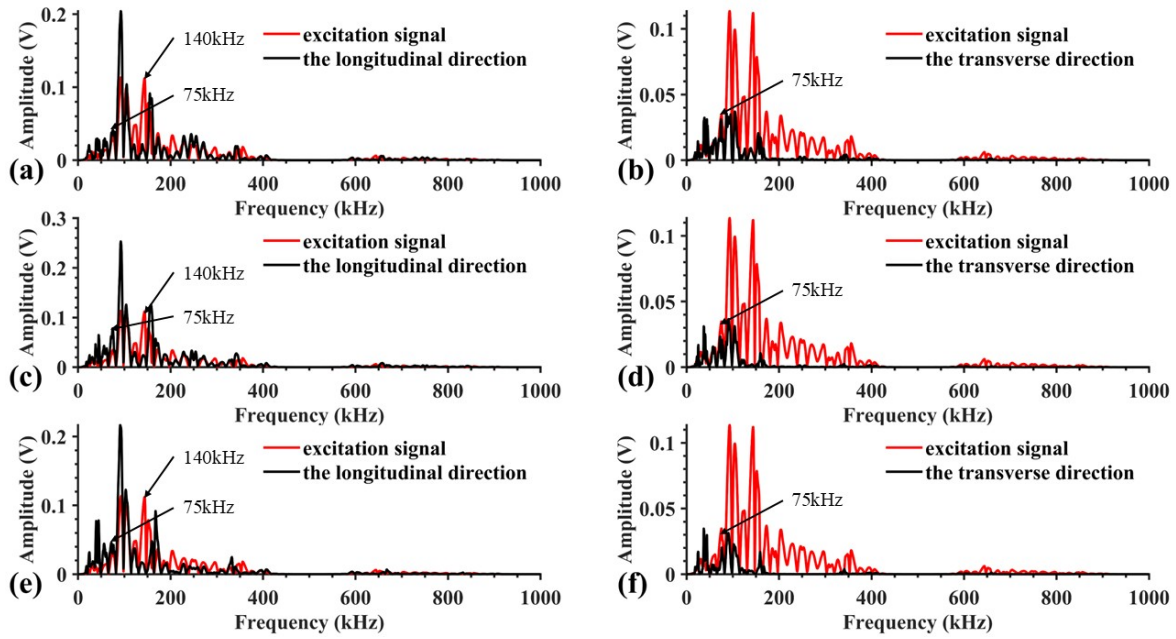 Amplitude (V)
0.2
0.1
0
140kHz
75kHz
excitation signal
the longitudinal direction
(a)
0 200 400 600 800 1000
Frequency (kHz)
Amplitude (V)
0.1
0.05
0
75kHz
excitation signal
the transverse direction
(b)
0 200 400 600 800 1000
Frequency (kHz)
Amplitude (V)
0.3
0.2
0.1
0
140kHz
75kHz
excitation signal
the longitudinal direction
(c)
0 200 400 600 800 1000
Frequency (kHz)
Amplitude (V)
0.1
0.05
0
75kHz
excitation signal
the transverse direction
(d)
0 200 400 600 800 1000
Frequency (kHz)
Amplitude (V)
0.2
0.1
0
140kHz
75kHz
excitation signal
the longitudinal direction
(e)
0 200 400 600 800 1000
Frequency (kHz)
Amplitude (V)
0.1
0.05
0
75kHz
excitation signal
the transverse direction
(f)
0 200 400 600 800 1000
Frequency (kHz)